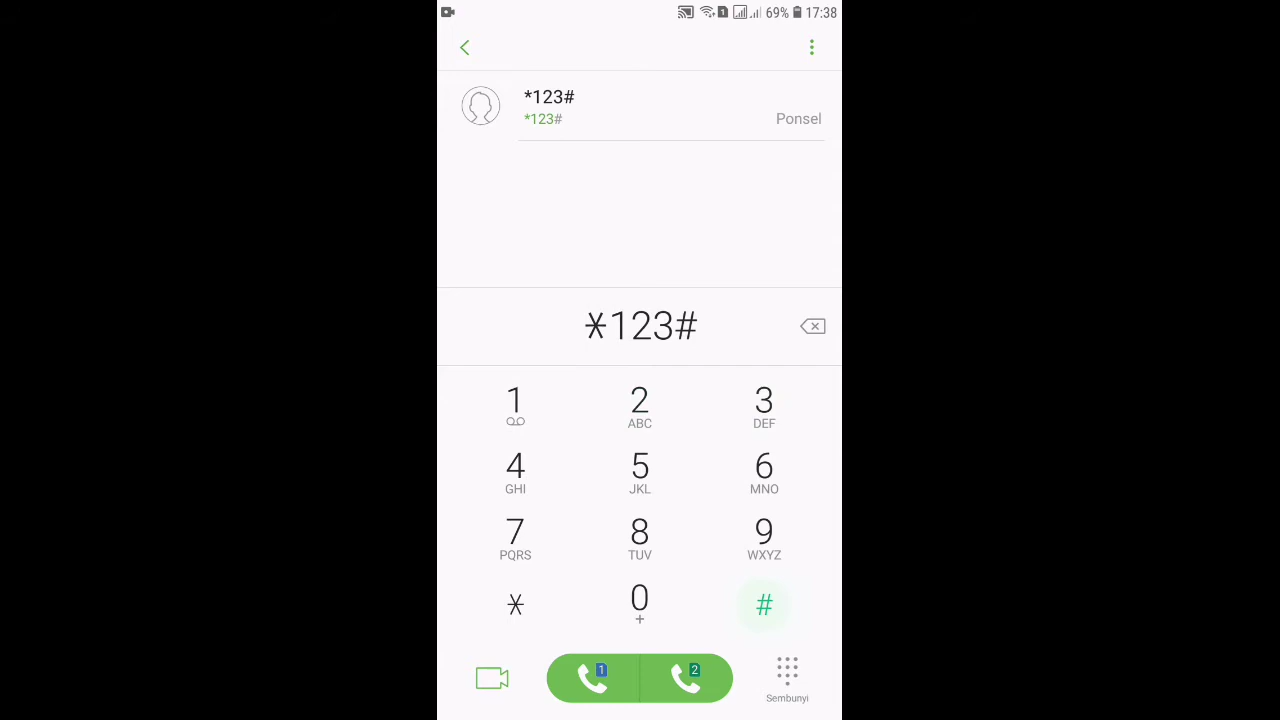 1 69% 17:38
*123#
*123# Ponsel
*123#
1 2 3
ABC DEF
4 5 6
GHI JKL MNO
7 8 9
PQRS TUV WXYZ
* 0 #
+
1 2
Sembunyi